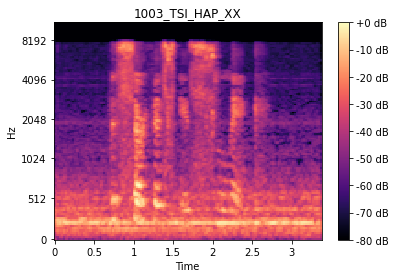 1003_TSI_HAP_XX
+0 dB
8192
-10 dB
4096
-20 dB
-30 dB
2048
-40 dB
Hz
1024
-50 dB
512
-60 dB
-70 dB
0
-80 dB
0 0.5 1 1.5 2 2.5 3
Time